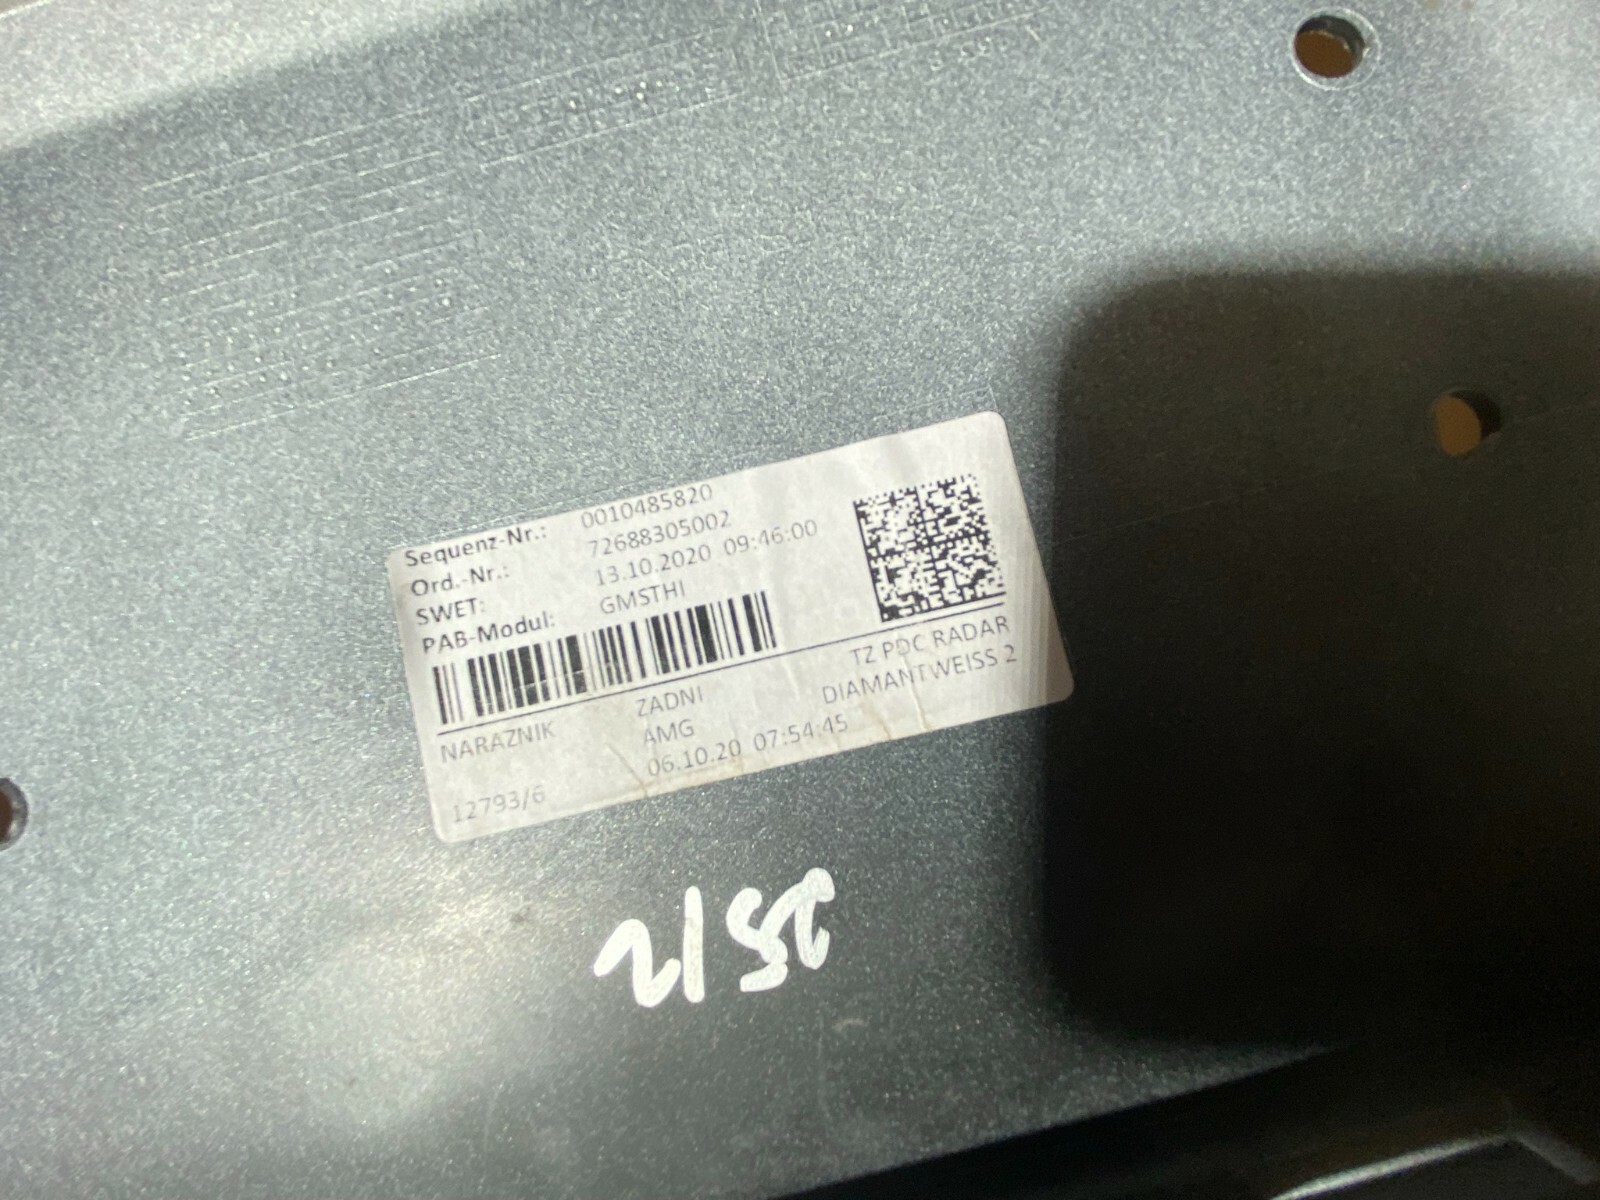 Sequenz-Nr.: 0010485820
Ord.-Nr.: 72688305002
SWET: 13.10.2020 09:46:00
PAB-Modul: GMSTHI
NARAZNIK ZADNI TZ PDC RADAR
AMG DIAMANTWEISS 2
12793/6 06.10.20 07:54:45